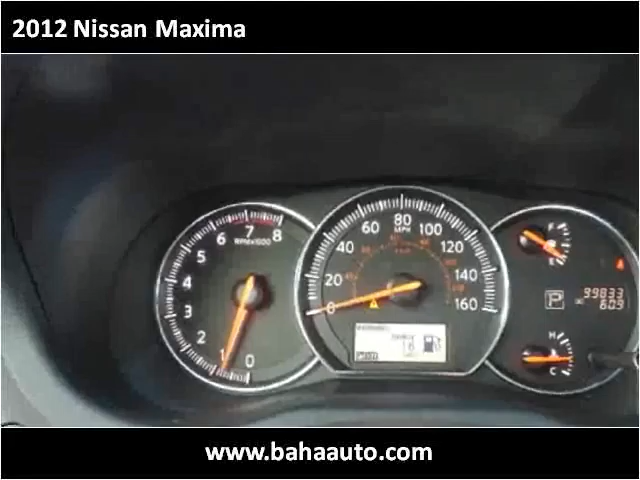 2012 Nissan Maxima
0 1 2 3 4 5 6 7 8
RPMx1000
0 20 40 60 80 100 120 140 160
MPH
F
E
P
99833
609
H
C
www.bahaauto.com